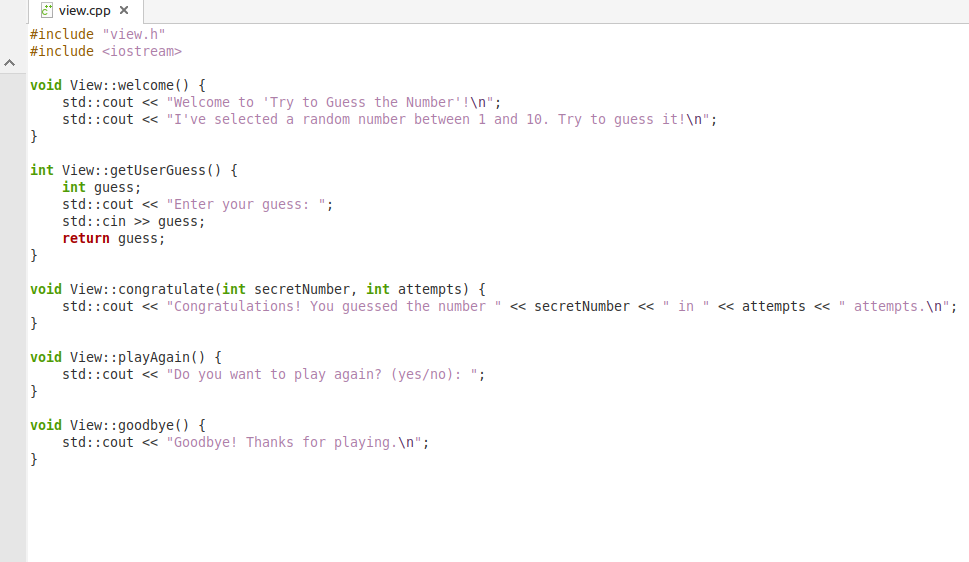 view.cpp
#include "view.h"
#include <iostream>
void View::welcome() {
    std::cout << "Welcome to 'Try to Guess the Number'!\n";
    std::cout << "I've selected a random number between 1 and 10. Try to guess it!\n";
}
int View::getUserGuess() {
    int guess;
    std::cout << "Enter your guess: ";
    std::cin >> guess;
    return guess;
}
void View::congratulate(int secretNumber, int attempts) {
    std::cout << "Congratulations! You guessed the number " << secretNumber << " in " << attempts << " attempts.\n";
}
void View::playAgain() {
    std::cout << "Do you want to play again? (yes/no): ";
}
void View::goodbye() {
    std::cout << "Goodbye! Thanks for playing.\n";
}